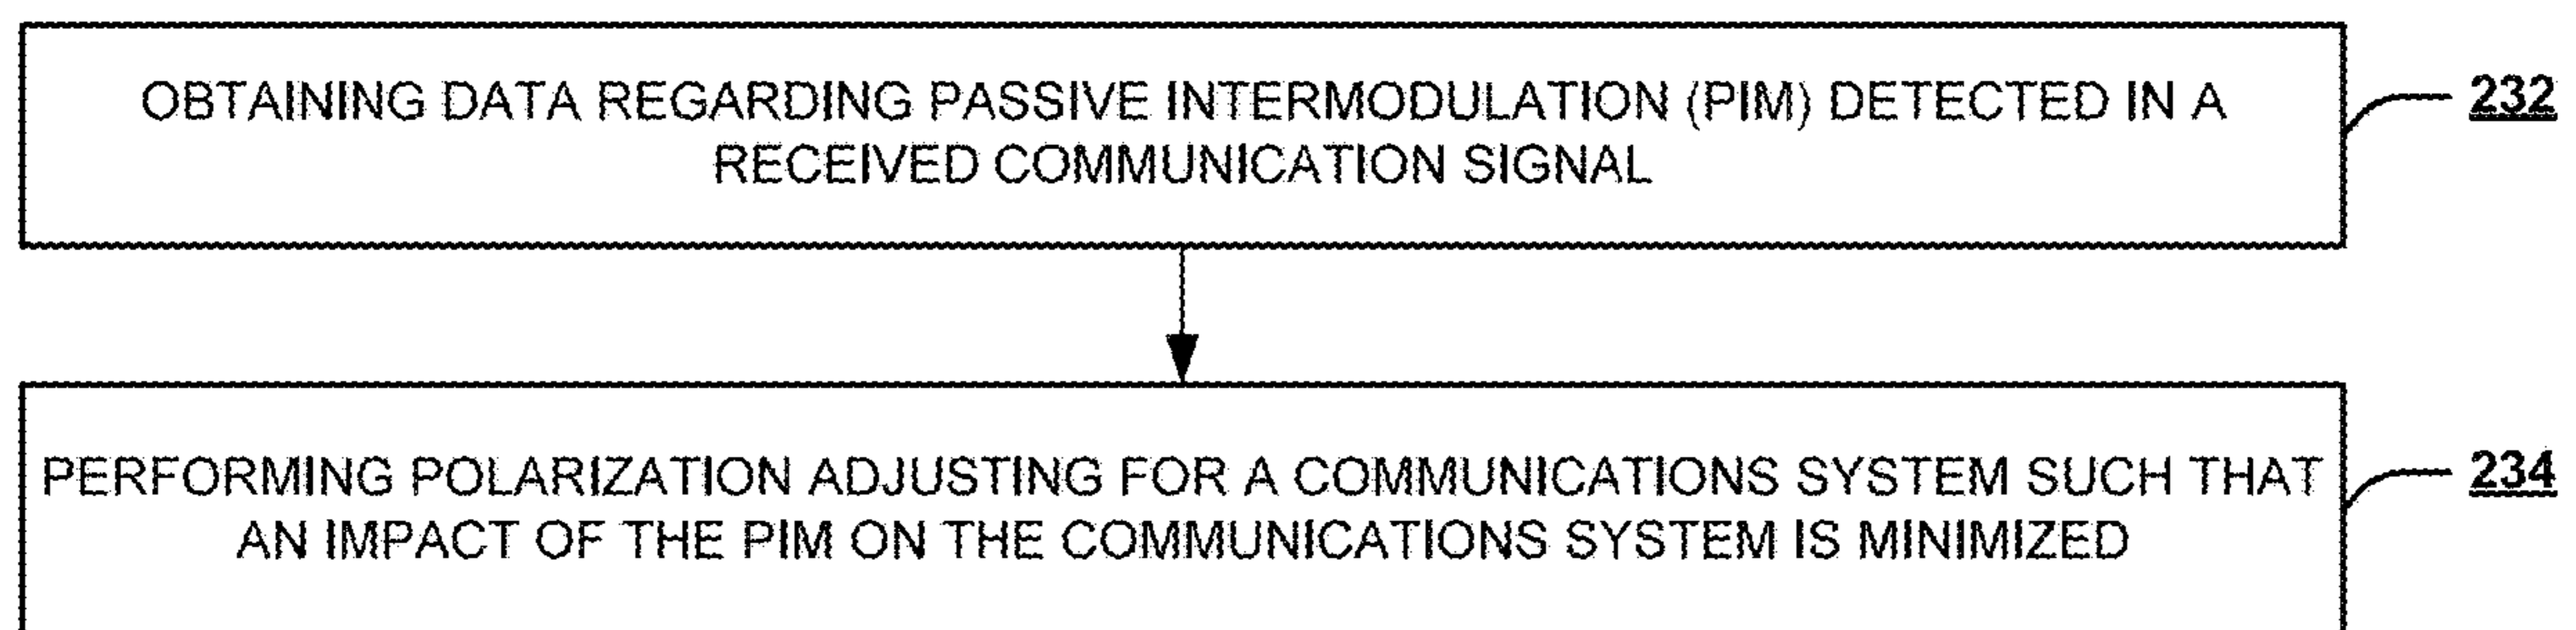 OBTAINING DATA REGARDING PASSIVE INTERMODULATION (PIM) DETECTED IN A
RECEIVED COMMUNICATION SIGNAL
232
PERFORMING POLARIZATION ADJUSTING FOR A COMMUNICATIONS SYSTEM SUCH THAT
AN IMPACT OF THE PIM ON THE COMMUNICATIONS SYSTEM IS MINIMIZED
234